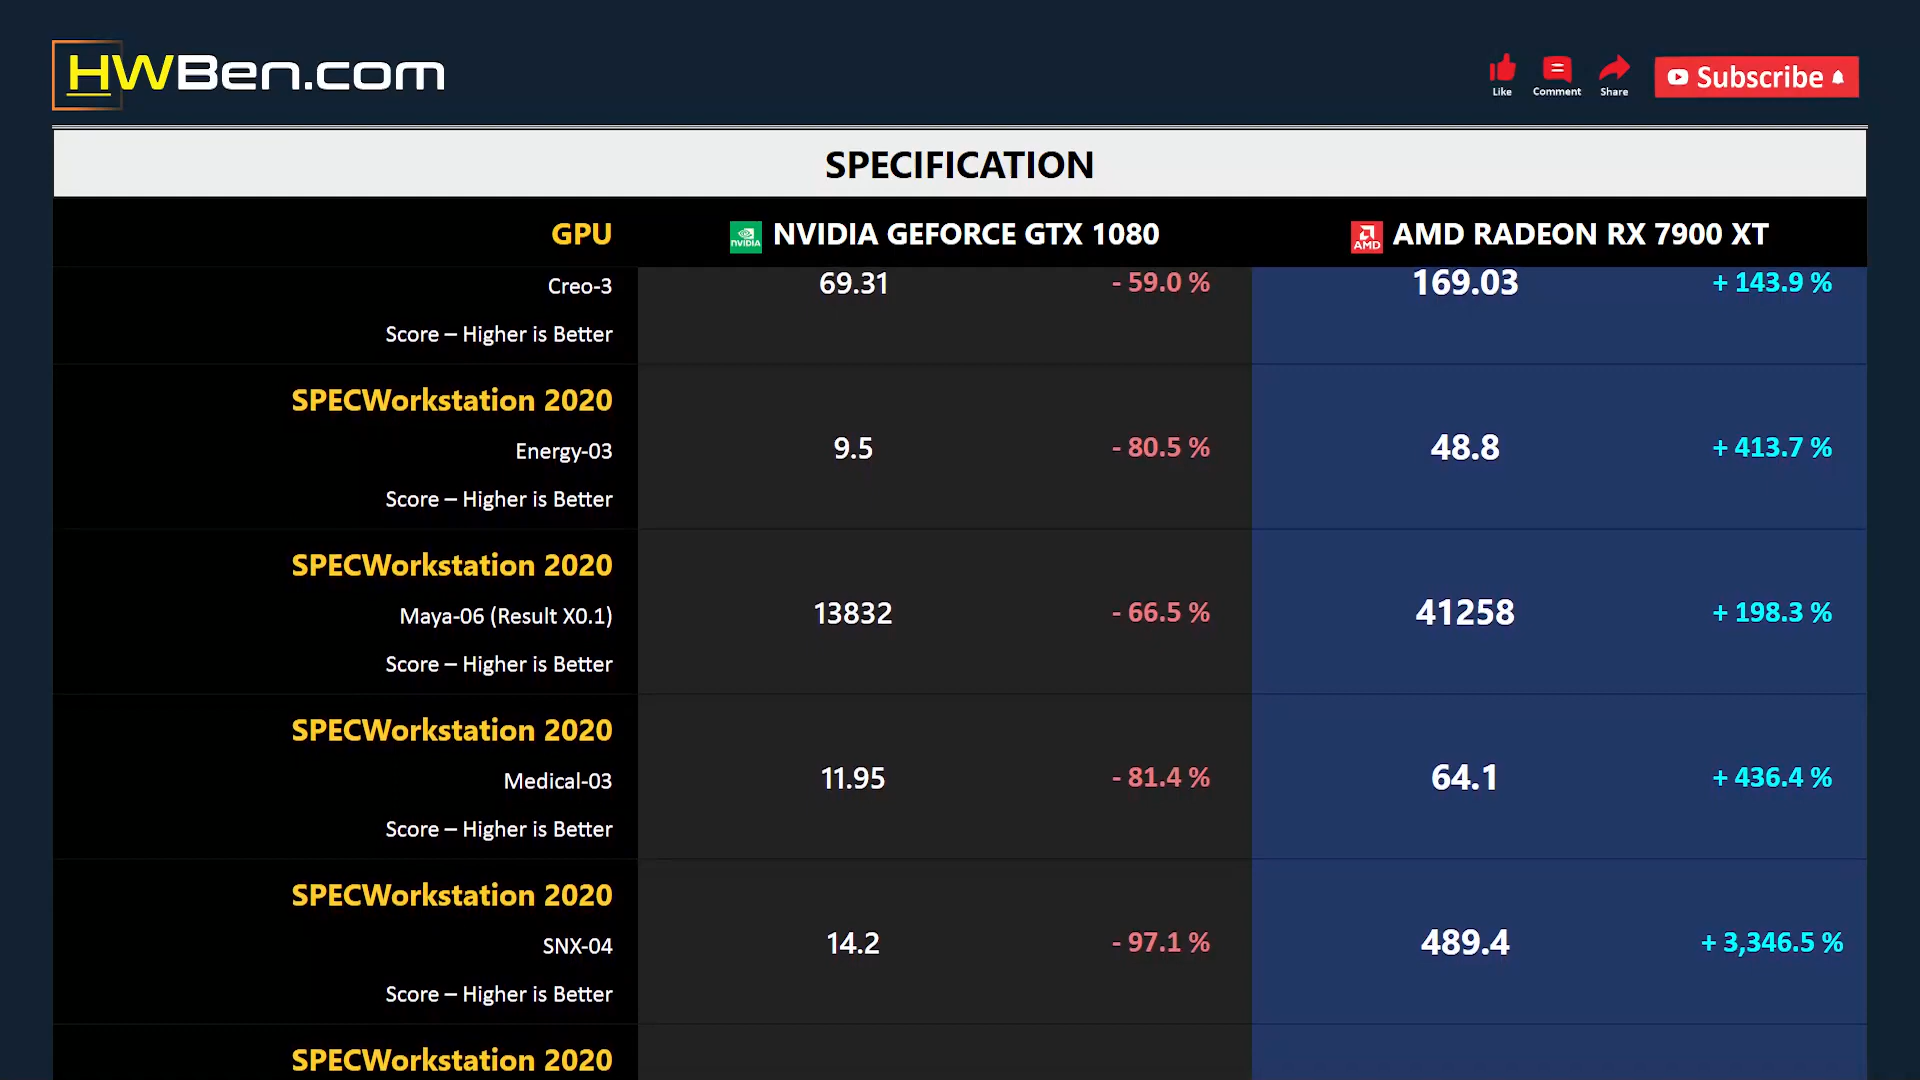 HWBen.com
Like
Comment
Share
Subscribe
SPECIFICATION
GPU
NVIDIA
NVIDIA GEFORCE GTX 1080
AMD
AMD RADEON RX 7900 XT
Creo-3
69.31
- 59.0 %
169.03
+ 143.9 %
Score – Higher is Better
SPECWorkstation 2020
Energy-03
9.5
- 80.5 %
48.8
+ 413.7 %
Score – Higher is Better
SPECWorkstation 2020
Maya-06 (Result X0.1)
13832
- 66.5 %
41258
+ 198.3 %
Score – Higher is Better
SPECWorkstation 2020
Medical-03
11.95
- 81.4 %
64.1
+ 436.4 %
Score – Higher is Better
SPECWorkstation 2020
SNX-04
14.2
- 97.1 %
489.4
+ 3,346.5 %
Score – Higher is Better
SPECWorkstation 2020